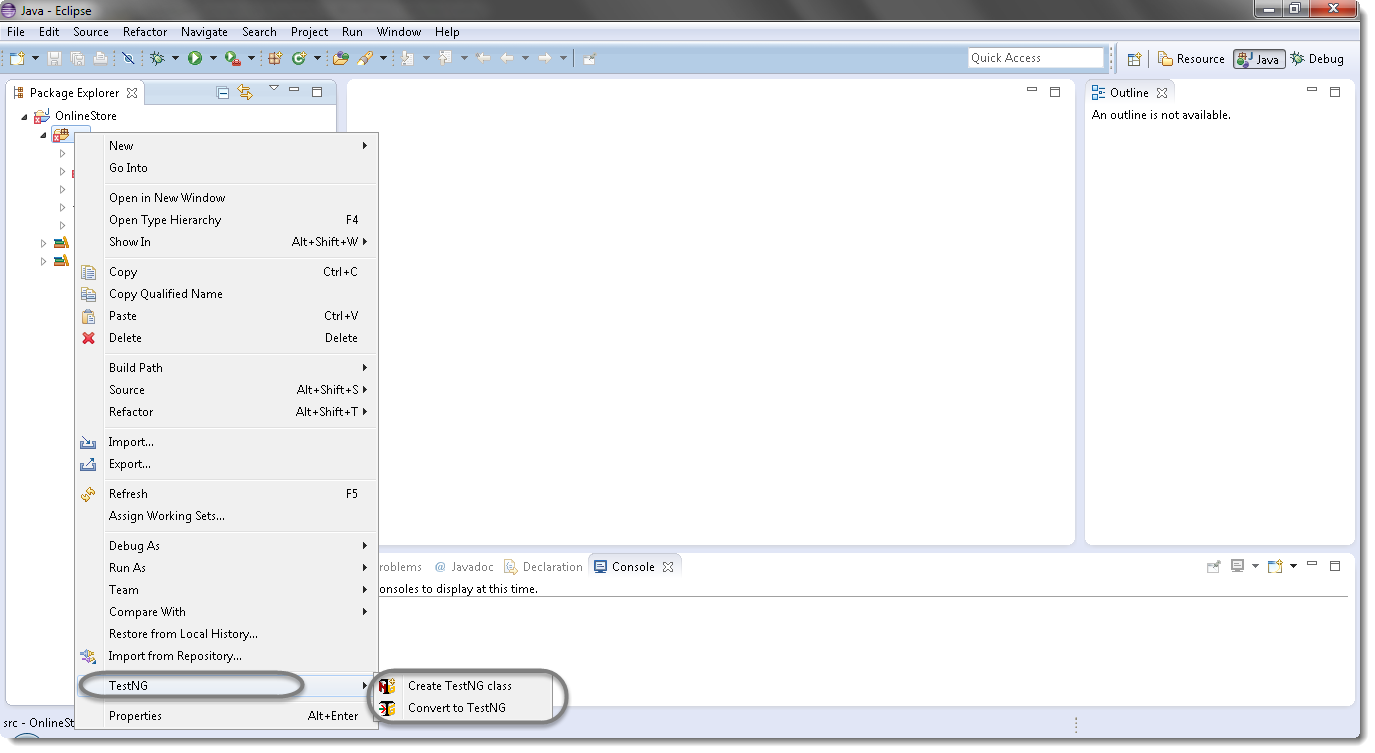 Java - Eclipse
File Edit Source Refactor Navigate Search Project Run Window Help
Quick Access
Resource
Java
Debug
Package Explorer
OnlineStore
Outline
An outline is not available.
New
Go Into
Open in New Window
Open Type Hierarchy F4
Show In Alt+Shift+W
Copy Ctrl+C
Copy Qualified Name
Paste Ctrl+V
Delete Delete
Build Path
Source Alt+Shift+S
Refactor Alt+Shift+T
Import...
Export...
Refresh F5
Assign Working Sets...
Debug As
Run As
Team
Compare With
Restore from Local History...
Import from Repository...
TestNG
Properties Alt+Enter
Create TestNG class
Convert to TestNG
roblems @ Javadoc Declaration Console
onsoles to display at this time.
src - OnlineSt